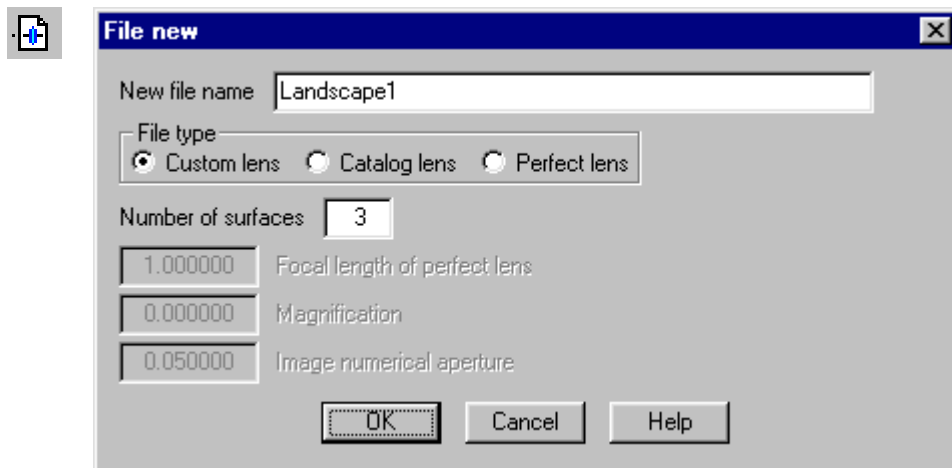 File new
New file name Landscape1
File type
Custom lens Catalog lens Perfect lens
Number of surfaces 3
1.000000 Focal length of perfect lens
0.000000 Magnification
0.050000 Image numerical aperture
OK Cancel Help